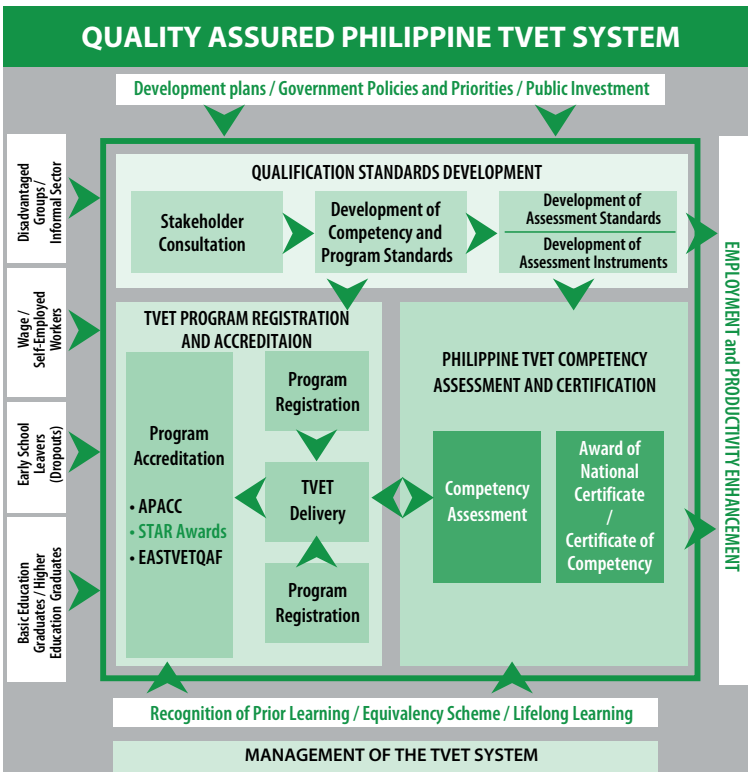 QUALITY ASSURED PHILIPPINE TVET SYSTEM
Development plans / Government Policies and Priorities / Public Investment
Disadvantaged
Groups /
Informal Sector
Wage /
Self-Employed
Workers
Early School
Leavers
(Dropouts)
Basic Education
Graduates / Higher
Education Graduates
QUALIFICATION STANDARDS DEVELOPMENT
Stakeholder
Consultation
Development of
Competency and
Program Standards
Development of
Assessment Standards
Development of
Assessment Instruments
TVET PROGRAM REGISTRATION
AND ACCREDITAION
Program
Accreditation
• APACC
• STAR Awards
• EASTVETQAF
Program
Registration
TVET
Delivery
Program
Registration
PHILIPPINE TVET COMPETENCY
ASSESSMENT AND CERTIFICATION
Competency
Assessment
Award of
National
Certificate
/
Certificate of
Competency
EMPLOYMENT and PRODUCTIVITY ENHANCEMENT
Recognition of Prior Learning / Equivalency Scheme / Lifelong Learning
MANAGEMENT OF THE TVET SYSTEM